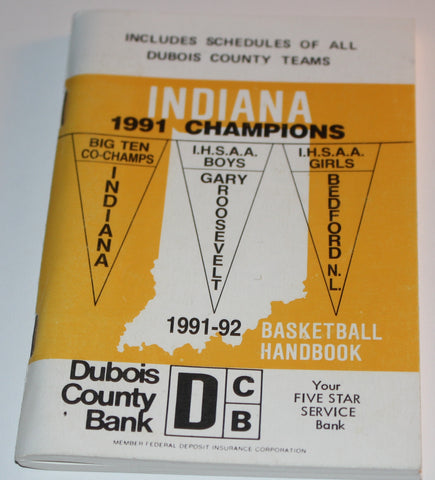 INCLUDES SCHEDULES OF ALL
DUBOIS COUNTY TEAMS
INDIANA
1991 CHAMPIONS
BIG TEN
CO-CHAMPS
INDIANA
I.H.S.A.A.
BOYS
GARY
ROOSEVELT
I.H.S.A.A.
GIRLS
BEDFORD N.L.
1991-92
BASKETBALL
HANDBOOK
Dubois
County
Bank
D C B
Your
FIVE STAR
SERVICE
Bank
MEMBER FEDERAL DEPOSIT INSURANCE CORPORATION